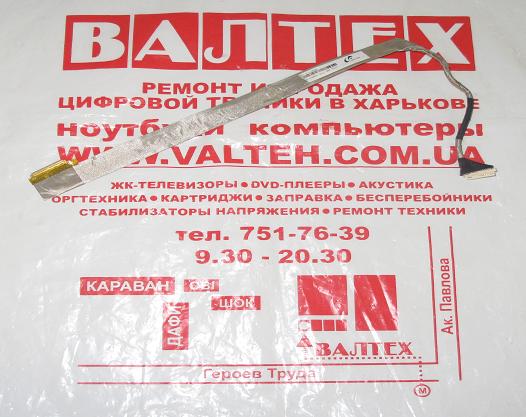 ВАЛТЕХ
РЕМОНТ И ОДАЖА
ЦИФРОВОЙ ТЕХНИКИ В ХАРЬКОВЕ
ноутбуки компьютеры
WWW.VALTEH.COM.UA
ЖК-ТЕЛЕВИЗОРЫ • DVD-ПЛЕЕРЫ • АКУСТИКА
ОРГТЕХНИКА • КАРТРИДЖИ • ЗАПРАВКА • БЕСПЕРЕБОЙНИКИ
СТАБИЛИЗАТОРЫ НАПРЯЖЕНИЯ • РЕМОНТ ТЕХНИКИ
тел. 751-76-39
9.30 - 20.30
КАРАВАН
ОВІ
ШОК
ДАФИ
ВАЛТЕХ
Героев Труда
Ак. Павлова
М